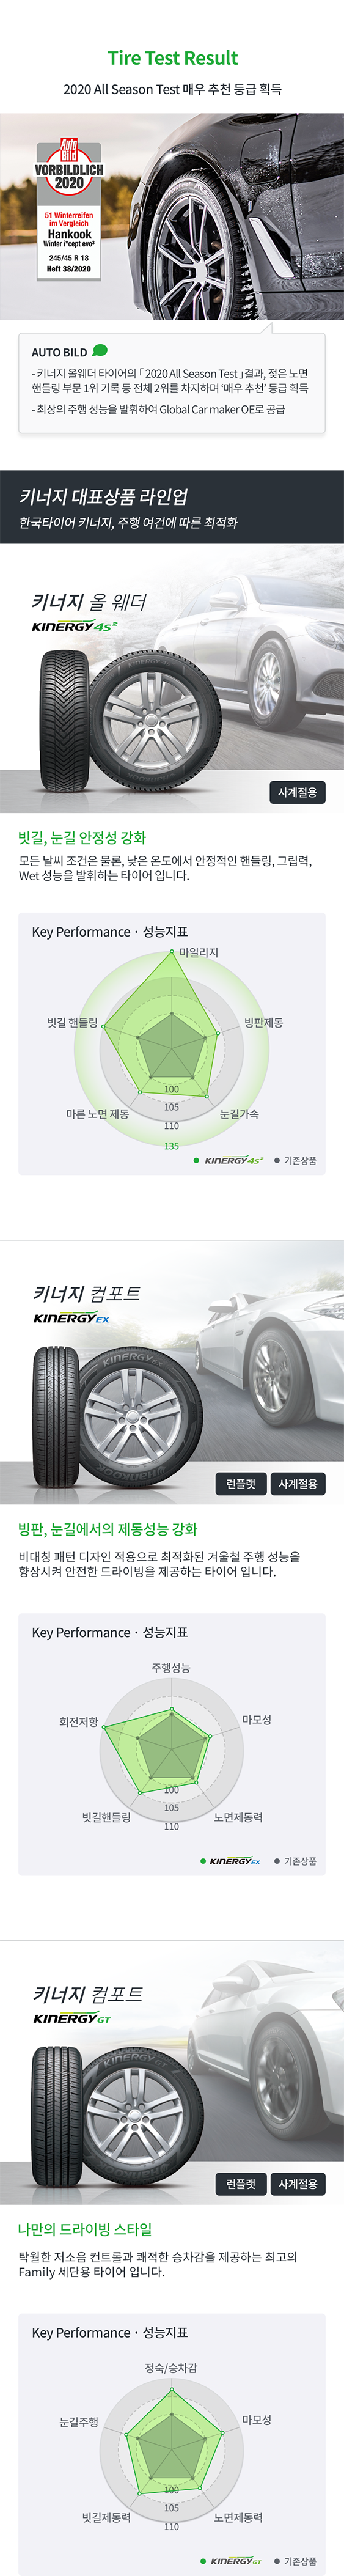 Tire Test Result
2020 All Season Test 매우 추천 등급 획득
Auto
Bild
VORBILDLICH
2020
51 Winterreifen
im Vergleich
Hankook
Winter i*cept evo³
245/45 R 18
Heft 38/2020
AUTO BILD
- 키너지 올웨더 타이어의 「 2020 All Season Test 」 결과, 젖은 노면
핸들링 부문 1위 기록 등 전체 2위를 차지하며 ‘매우 추천’ 등급 획득
- 최상의 주행 성능을 발휘하여 Global Car maker OE로 공급
키너지 대표상품 라인업
한국타이어 키너지, 주행 여건에 따른 최적화
키너지 올 웨더
KINERGY 4S²
사계절용
빗길, 눈길 안정성 강화
모든 날씨 조건은 물론, 낮은 온도에서 안정적인 핸들링, 그립력,
Wet 성능을 발휘하는 타이어 입니다.
Key Performance · 성능지표
마일리지
빗길 핸들링
빙판제동
마른 노면 제동
눈길가속
100
105
110
135
KINERGY 4S²
기존상품
키너지 컴포트
KINERGY EX
KINERGY EX
HANKOOK
런플랫
사계절용
빙판, 눈길에서의 제동성능 강화
비대칭 패턴 디자인 적용으로 최적화된 겨울철 주행 성능을
향상시켜 안전한 드라이빙을 제공하는 타이어 입니다.
Key Performance · 성능지표
주행성능
회전저항
마모성
빗길핸들링
노면제동력
100
105
110
KINERGY EX
기존상품
키너지 컴포트
KINERGY GT
KINERGY GT
런플랫
사계절용
나만의 드라이빙 스타일
탁월한 저소음 컨트롤과 쾌적한 승차감을 제공하는 최고의
Family 세단용 타이어 입니다.
Key Performance · 성능지표
정숙/승차감
눈길주행
마모성
빗길제동력
노면제동력
100
105
110
KINERGY GT
기존상품